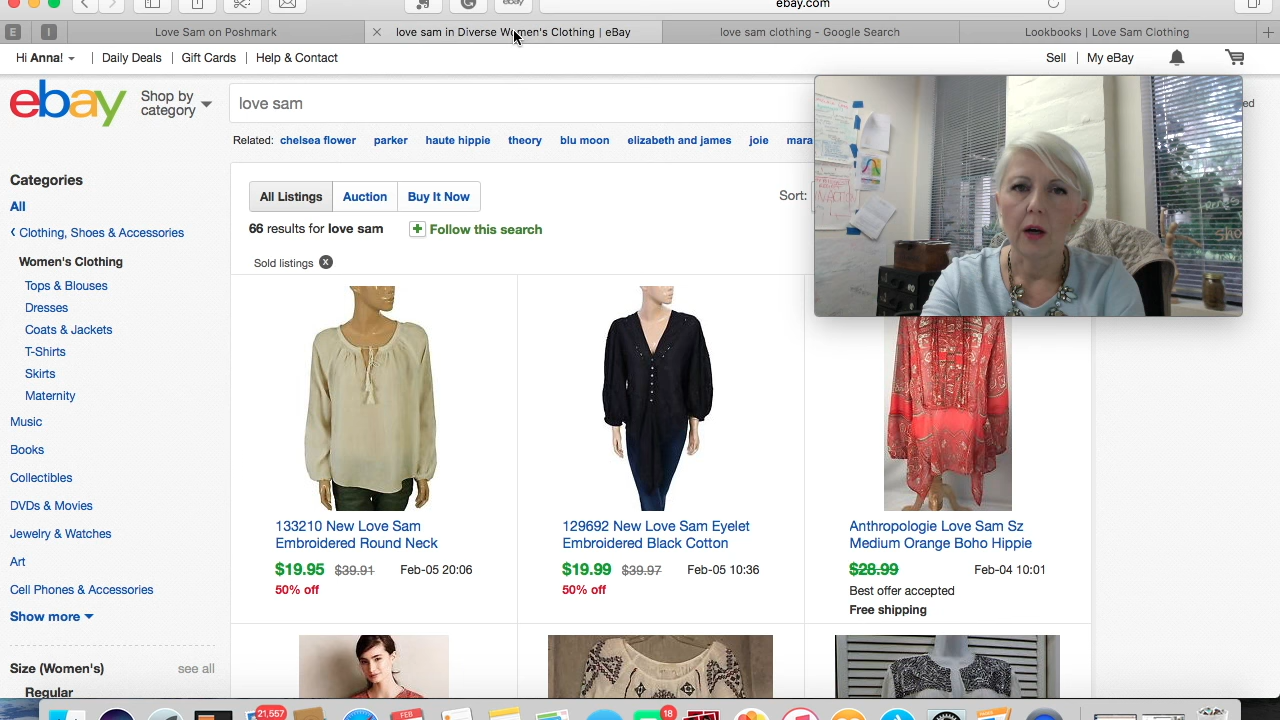 ebay
ebay.com
E
I
Love Sam on Poshmark
love sam in Diverse Women's Clothing | eBay
love sam clothing - Google Search
Lookbooks | Love Sam Clothing
Hi Anna!
Daily Deals
Gift Cards
Help & Contact
Sell
My eBay
ebay
Shop by
category
love sam
ed
Related: chelsea flower parker haute hippie theory blu moon elizabeth and james joie mara
Categories
All
Clothing, Shoes & Accessories
Women's Clothing
Tops & Blouses
Dresses
Coats & Jackets
T-Shirts
Skirts
Maternity
Music
Books
Collectibles
DVDs & Movies
Jewelry & Watches
Art
Cell Phones & Accessories
Show more
Size (Women's)
see all
Regular
All Listings
Auction
Buy It Now
Sort:
66 results for love sam
Follow this search
Sold listings
133210 New Love Sam
Embroidered Round Neck
$19.95 $39.91 Feb-05 20:06
50% off
129692 New Love Sam Eyelet
Embroidered Black Cotton
$19.99 $39.97 Feb-05 10:36
50% off
Anthropologie Love Sam Sz
Medium Orange Boho Hippie
$28.99 Feb-04 10:01
Best offer accepted
Free shipping
21,557
FEB
18